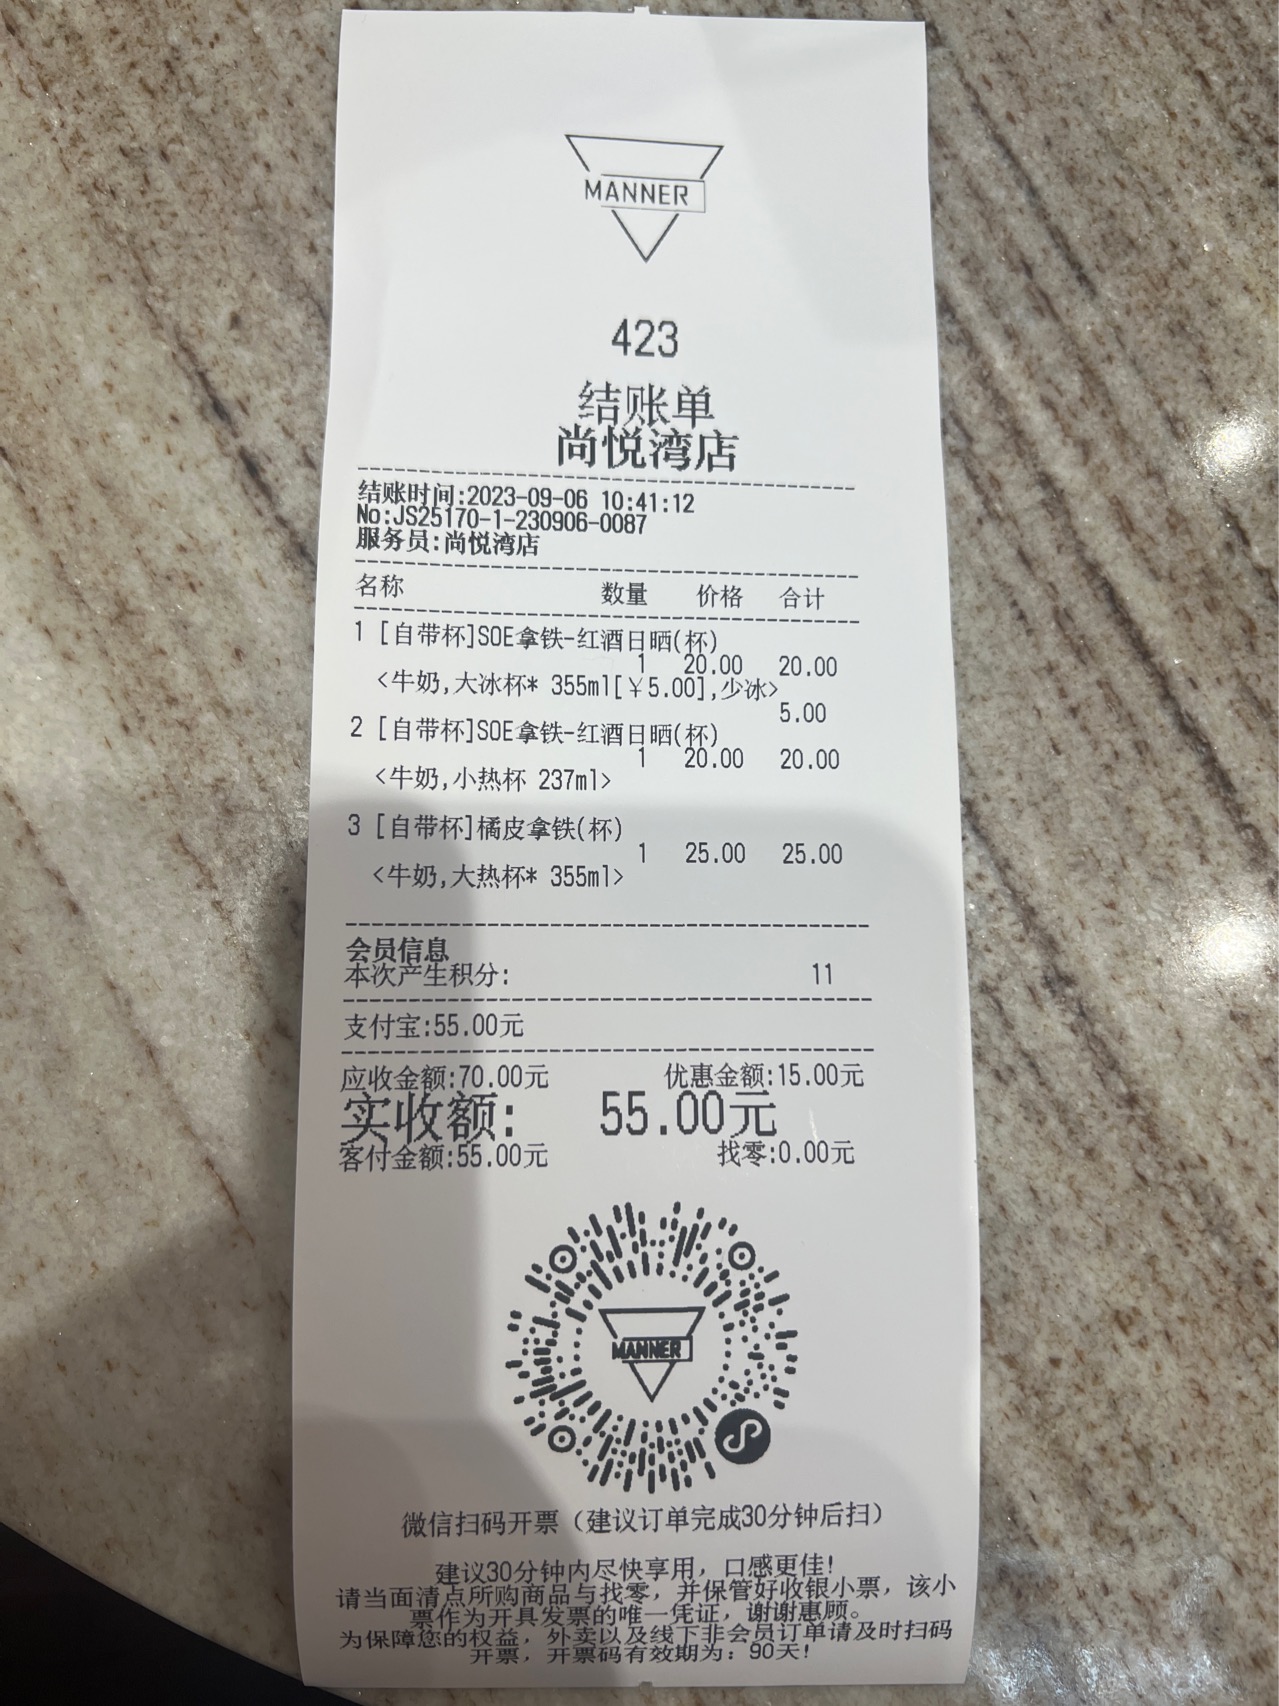 MANNER
423
结账单
尚悦湾店
结账时间:2023-09-06 10:41:12
No:JS25170-1-230906-0087
服务员:尚悦湾店
名称 数量 价格 合计
1 [自带杯]SOE拿铁-红酒日晒(杯)
1 20.00 20.00
<牛奶,大冰杯* 355ml[￥5.00],少冰>
5.00
2 [自带杯]SOE拿铁-红酒日晒(杯)
1 20.00 20.00
<牛奶,小热杯 237ml>
3 [自带杯]橘皮拿铁(杯)
1 25.00 25.00
<牛奶,大热杯* 355ml>
会员信息
本次产生积分: 11
支付宝:55.00元
应收金额:70.00元 优惠金额:15.00元
实收额: 55.00元
客付金额:55.00元 找零:0.00元
MANNER
微信扫码开票（建议订单完成30分钟后扫）
建议30分钟内尽快享用，口感更佳!
请当面清点所购商品与找零，并保管好收银小票，该小
票作为开具发票的唯一凭证，谢谢惠顾。
为保障您的权益，外卖以及线下非会员订单请及时扫码
开票，开票码有效期为：90天!